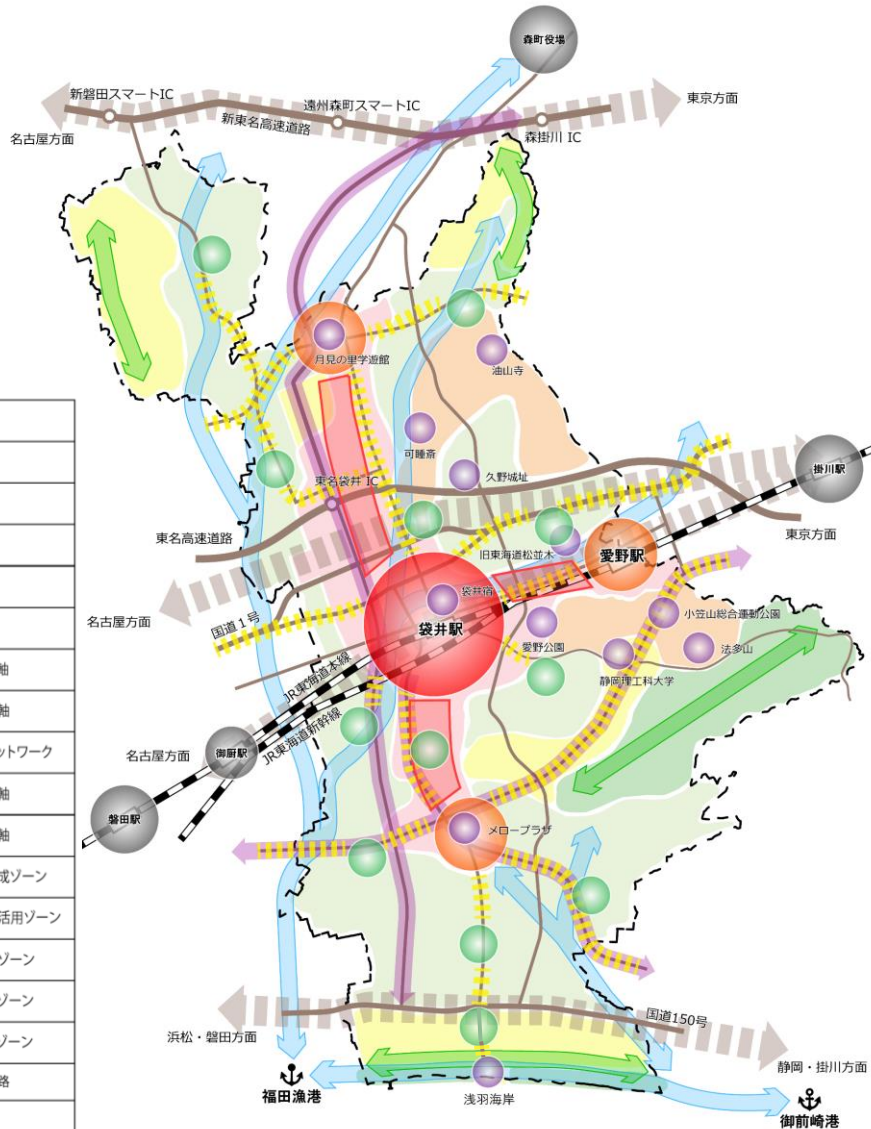 森町役場
新磐田スマートIC
遠州森町スマートIC
東京方面
新東名高速道路
名古屋方面
森掛川 IC
月見の里学遊館
油山寺
可睡斎
久野城址
掛川駅
東名袋井 IC
東名高速道路
旧東海道松並木
愛野駅
東京方面
袋井宿
名古屋方面
国道1号
袋井駅
小笠山総合運動公園
愛野公園
法多山
静岡理工科大学
JR東海道本線
JR東海道新幹線
名古屋方面
御厨駅
磐田駅
メロープラザ
国道150号
浜松・磐田方面
静岡・掛川方面
福田漁港
浅羽海岸
御前崎港
軸
軸
ットワーク
軸
軸
成ゾーン
活用ゾーン
ゾーン
ゾーン
ゾーン
路